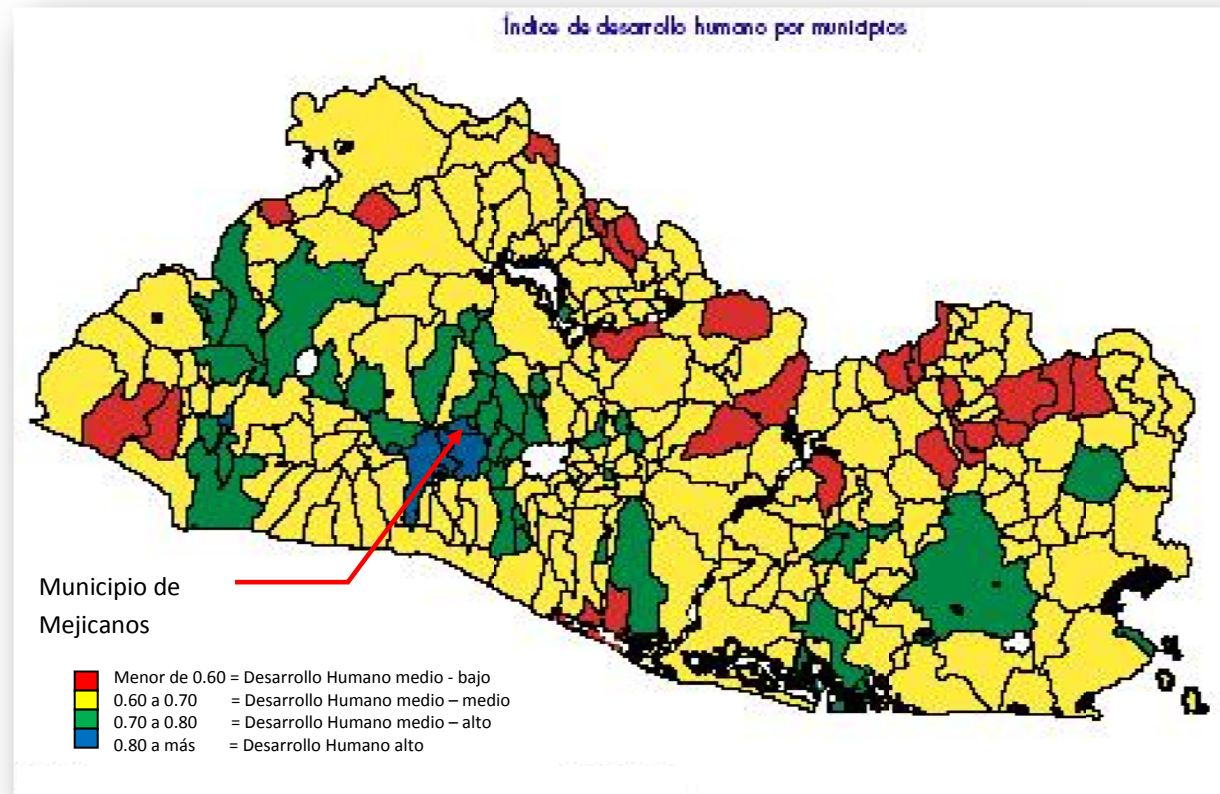 Índice de desarrollo humano por municipios
Municipio de
Mejicanos
Menor de 0.60 = Desarrollo Humano medio - bajo
0.60 a 0.70 = Desarrollo Humano medio – medio
0.70 a 0.80 = Desarrollo Humano medio – alto
0.80 a más = Desarrollo Humano alto